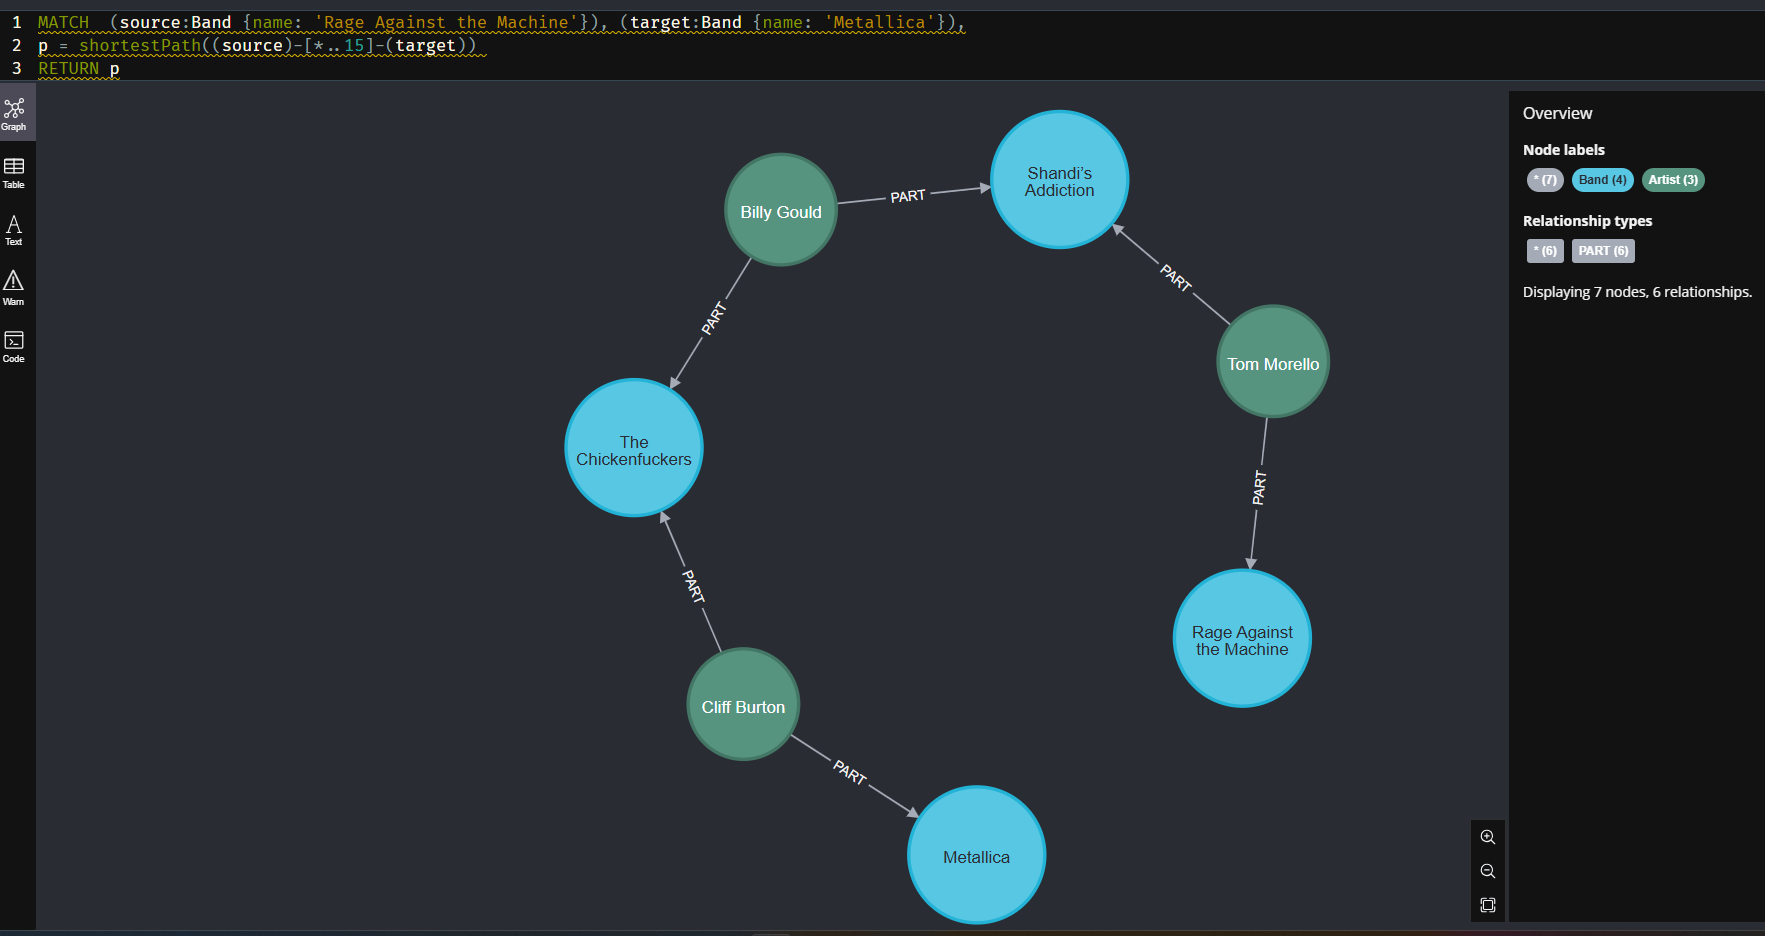 1 MATCH  (source:Band {name: 'Rage Against the Machine'}), (target:Band {name: 'Metallica'}),
2 p = shortestPath((source)-[*..15]-(target))
3 RETURN p
Graph
Table
Text
Warn
Code
Shandi's
Addiction
Billy Gould
PART
PART
PART
Tom Morello
The
Chickenfuckers
PART
PART
Rage Against
the Machine
Cliff Burton
PART
Metallica
Overview
Node labels
* (7) Band (4) Artist (3)
Relationship types
* (6) PART (6)
Displaying 7 nodes, 6 relationships.